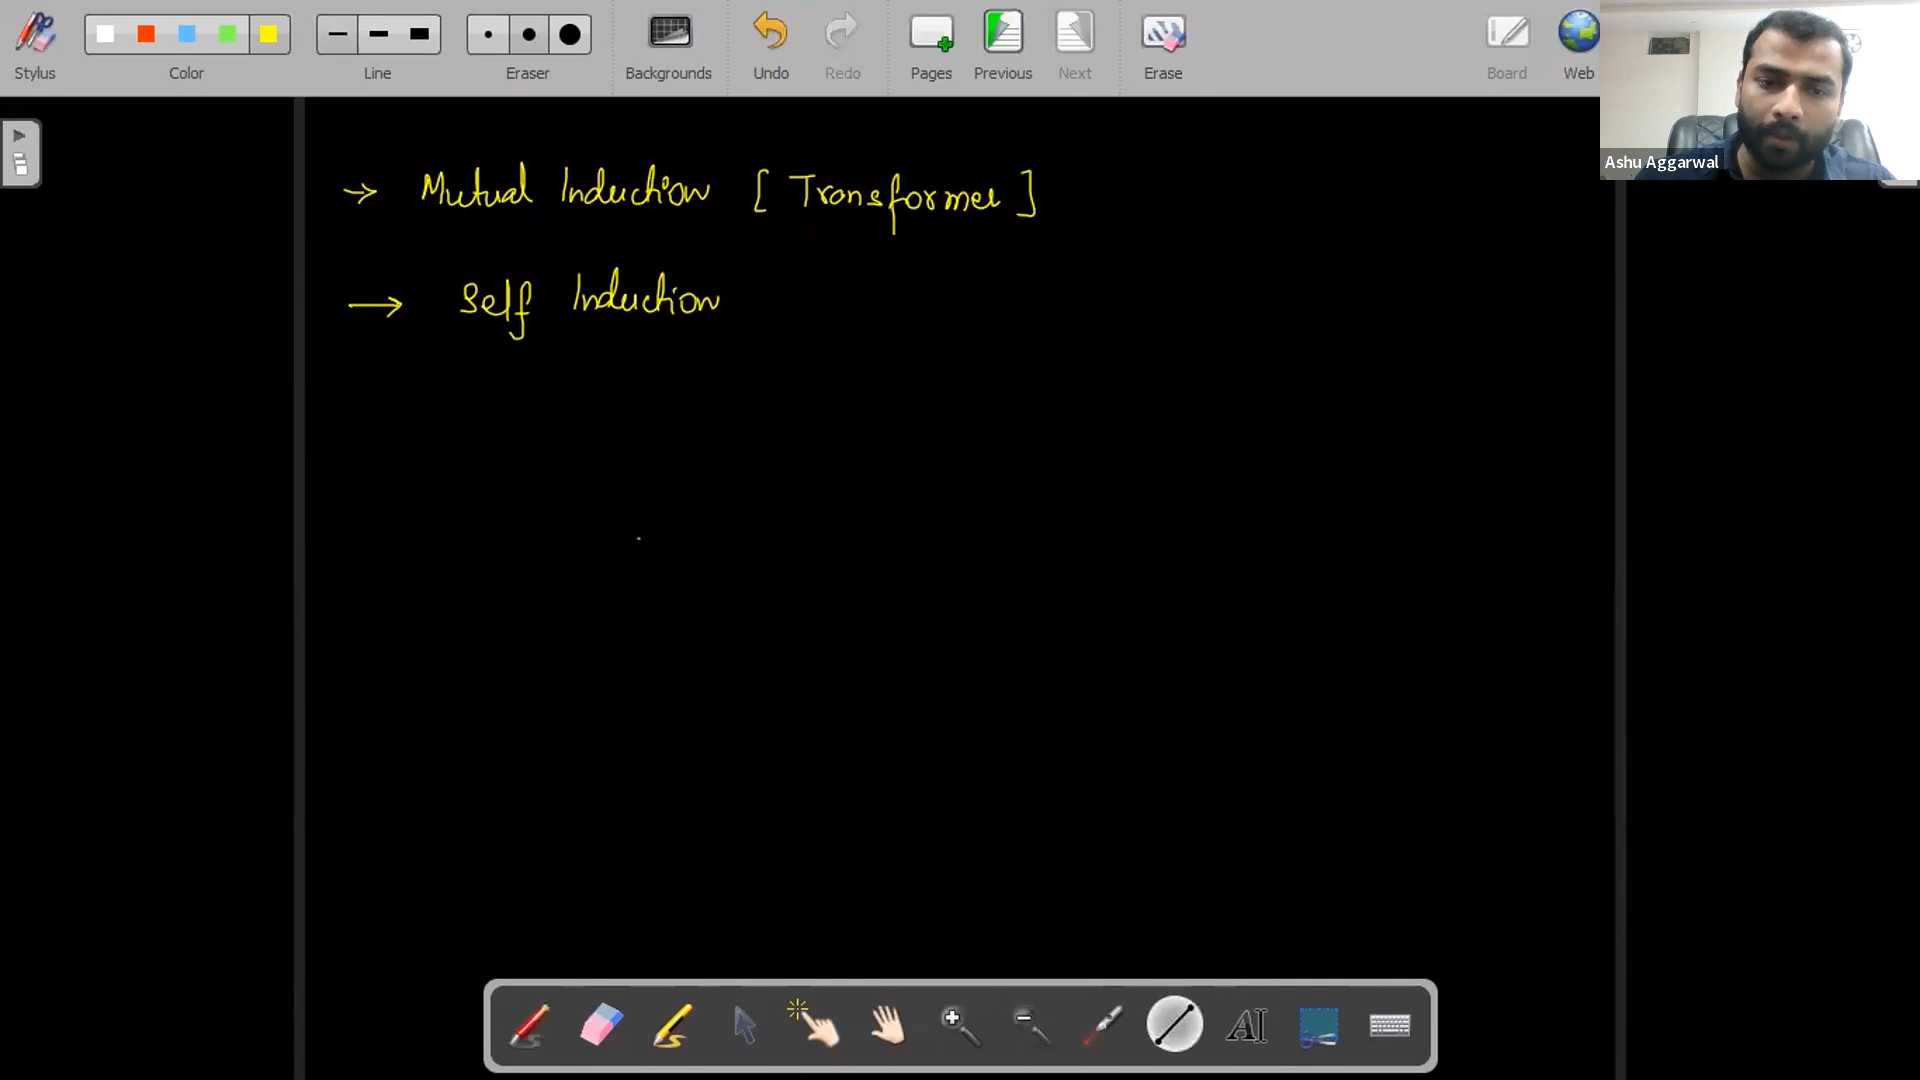 Stylus Color Line Eraser Backgrounds Undo Redo Pages Previous Next Erase Board Web
Ashu Aggarwal
→ Mutual Induction [ Transformer ]
→ Self Induction
AI